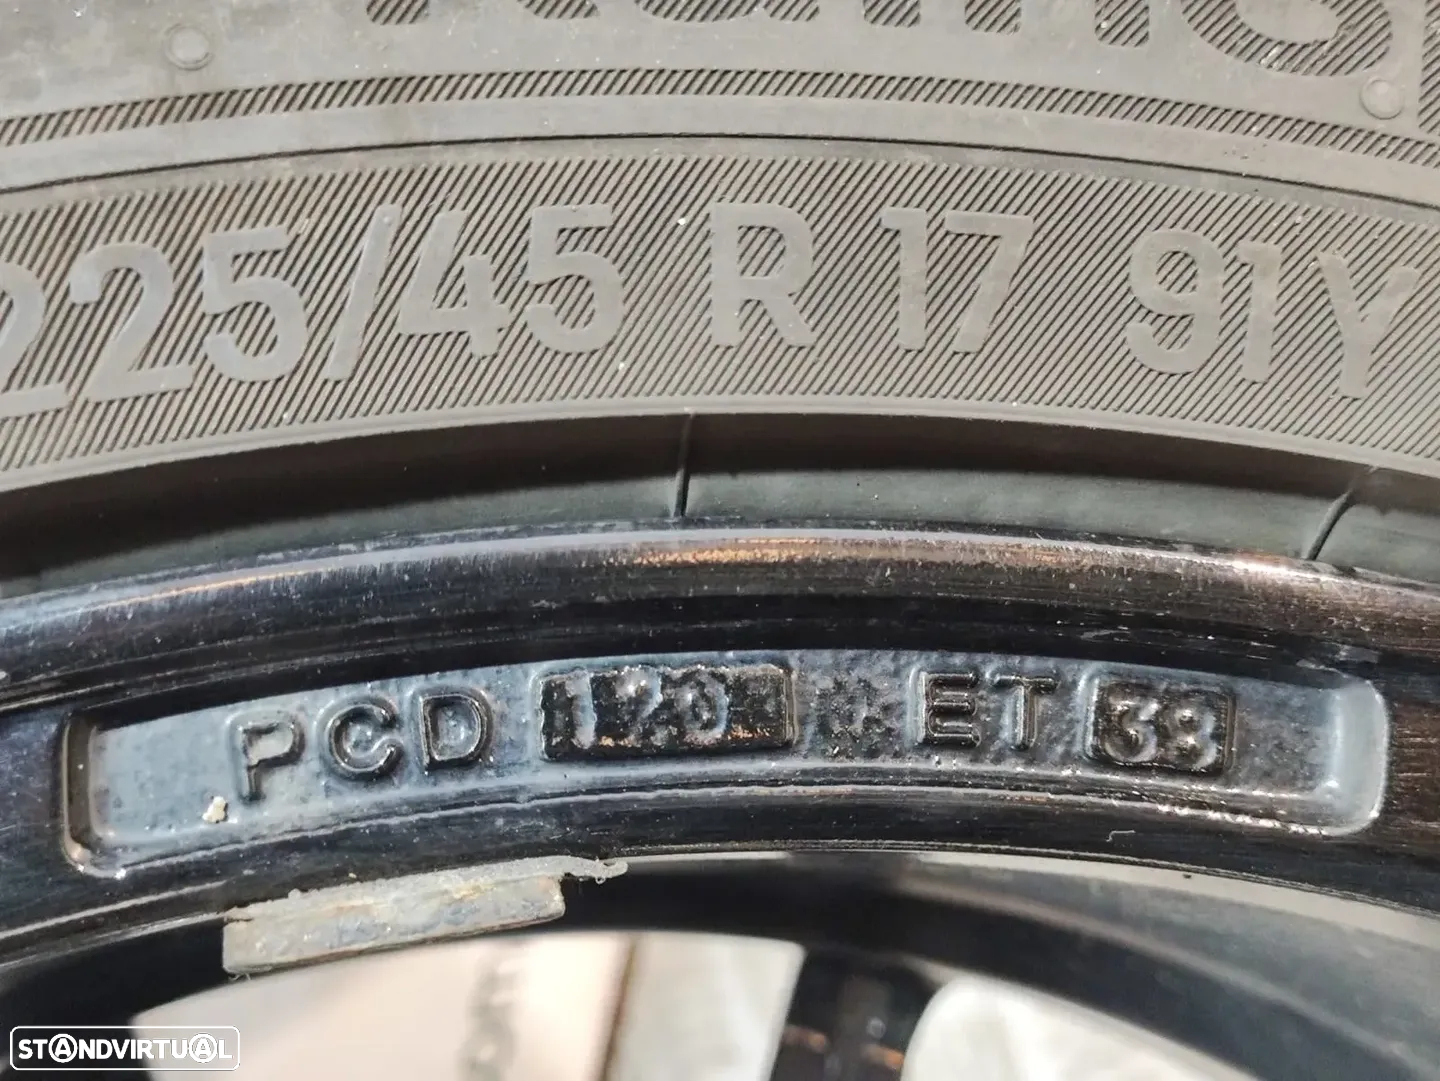 225/45 R 17 91Y
PCD 120 ET 38
STANDVIRTUAL